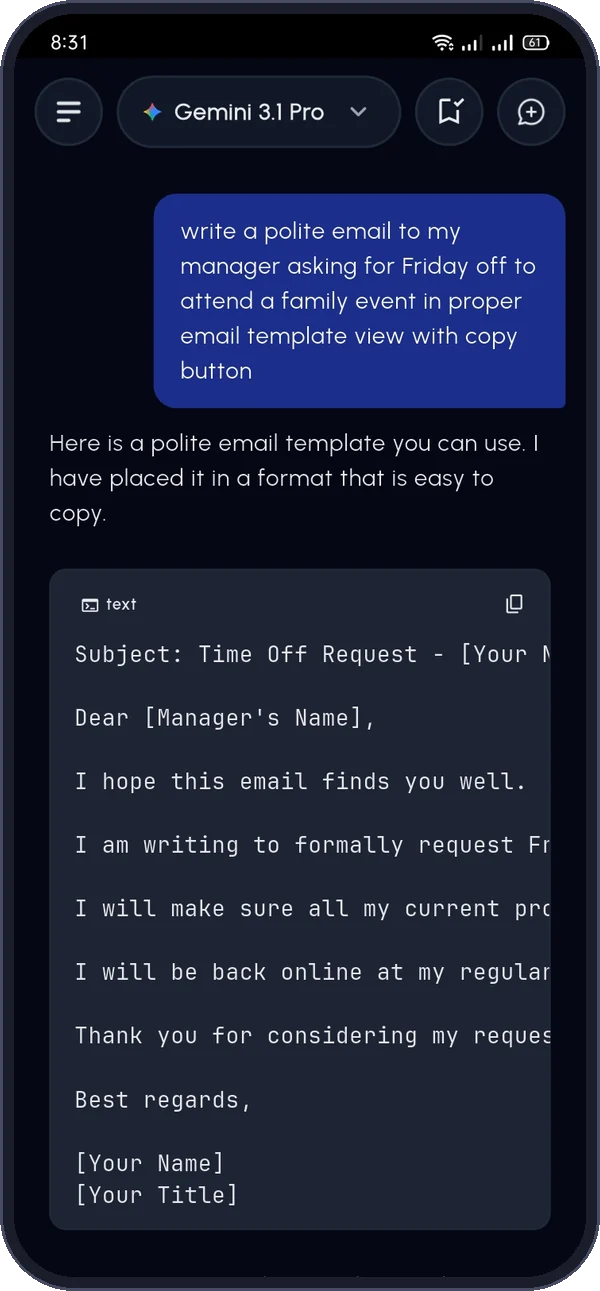 8:31
61
Gemini 3.1 Pro
write a polite email to my
manager asking for Friday off to
attend a family event in proper
email template view with copy
button
Here is a polite email template you can use. I
have placed it in a format that is easy to
copy.
text
Subject: Time Off Request - [Your N
Dear [Manager's Name],
I hope this email finds you well.
I am writing to formally request Fr
I will make sure all my current pro
I will be back online at my regular
Thank you for considering my reques
Best regards,
[Your Name]
[Your Title]